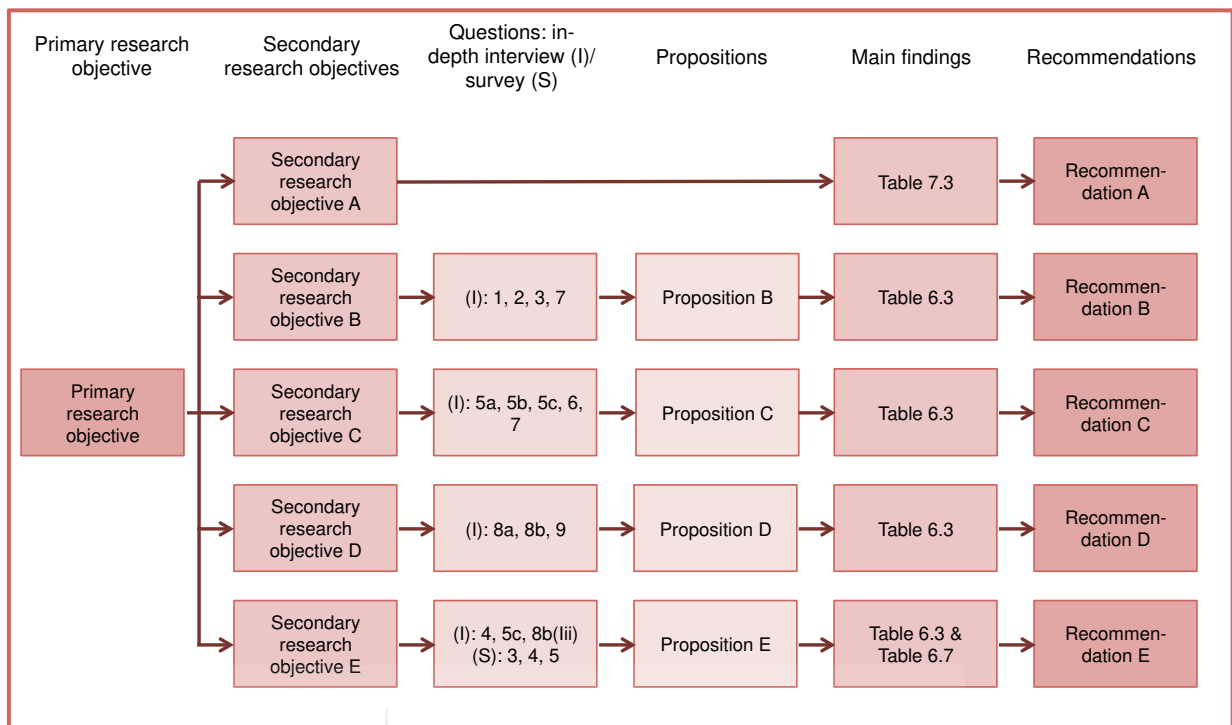 Primary research
objective
Secondary
research objectives
Questions: in-
depth interview (I)/
survey (S)
Propositions
Main findings
Recommendations
Secondary
research
objective A
Table 7.3
Recommen-
dation A
Secondary
research
objective B
(I): 1, 2, 3, 7
Proposition B
Table 6.3
Recommen-
dation B
Primary
research
objective
Secondary
research
objective C
(I): 5a, 5b, 5c, 6,
7
Proposition C
Table 6.3
Recommen-
dation C
Secondary
research
objective D
(I): 8a, 8b, 9
Proposition D
Table 6.3
Recommen-
dation D
Secondary
research
objective E
(I): 4, 5c, 8b(Iii)
(S): 3, 4, 5
Proposition E
Table 6.3 &
Table 6.7
Recommen-
dation E